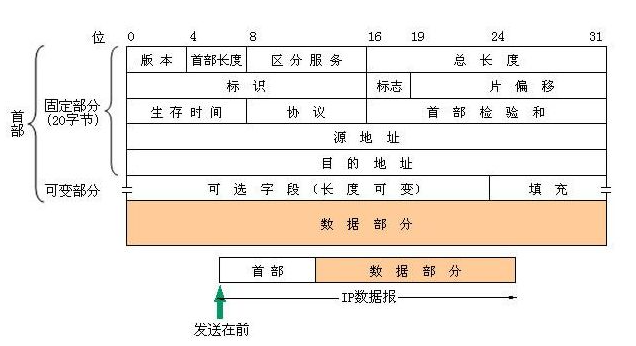 位 0 4 8 16 19 24 31
版 本 首部长度 区 分 服 务 总 长 度
标 识 标志 片 偏 移
生 存 时 间 协 议 首 部 检 验 和
源 地 址
目 的 地 址
可 选 字 段 （长 度 可 变） 填 充
数 据 部 分
首部
固定部分
(20字节)
可变部分
首 部 数 据 部 分
IP数据报
发送在前